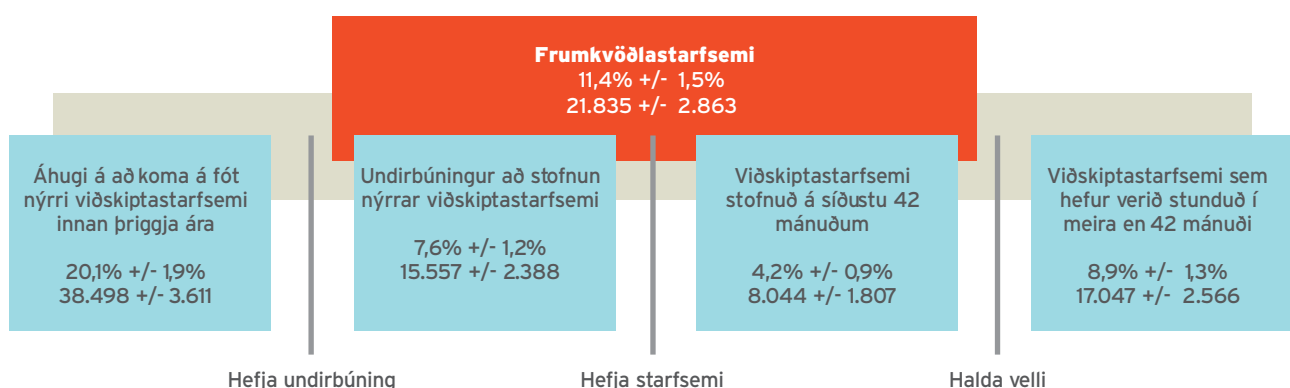 Frumkvöðlastarfsemi
11,4% +/- 1,5%
21.835 +/- 2.863
Áhugi á að koma á fót
nýrri viðskiptastarfsemi
innan þriggja ára
20,1% +/- 1,9%
38.498 +/- 3.611
Undirbúningur að stofnun
nýrrar viðskiptastarfsemi
7,6% +/- 1,2%
15.557 +/- 2.388
Viðskiptastarfsemi
stofnuð á síðustu 42
mánuðum
4,2% +/- 0,9%
8.044 +/- 1.807
Viðskiptastarfsemi sem
hefur verið stunduð í
meira en 42 mánuði
8,9% +/- 1,3%
17.047 +/- 2.566
Hefja undirbúning
Hefja starfsemi
Halda velli